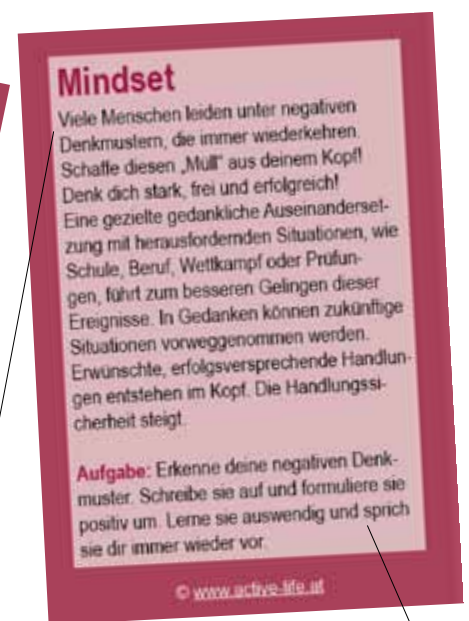 Mindset
Viele Menschen leiden unter negativen
Denkmustern, die immer wiederkehren.
Schaffe diesen „Müll“ aus deinem Kopf!
Denk dich stark, frei und erfolgreich!
Eine gezielte gedankliche Auseinanderset-
zung mit herausfordernden Situationen, wie
Schule, Beruf, Wettkampf oder Prüfun-
gen, führt zum besseren Gelingen dieser
Ereignisse. In Gedanken können zukünftige
Situationen vorweggenommen werden.
Erwünschte, erfolgsversprechende Handlun-
gen entstehen im Kopf. Die Handlungssi-
cherheit steigt.
Aufgabe: Erkenne deine negativen Denk-
muster. Schreibe sie auf und formuliere sie
positiv um. Lerne sie auswendig und sprich
sie dir immer wieder vor.
© www.active-life.at